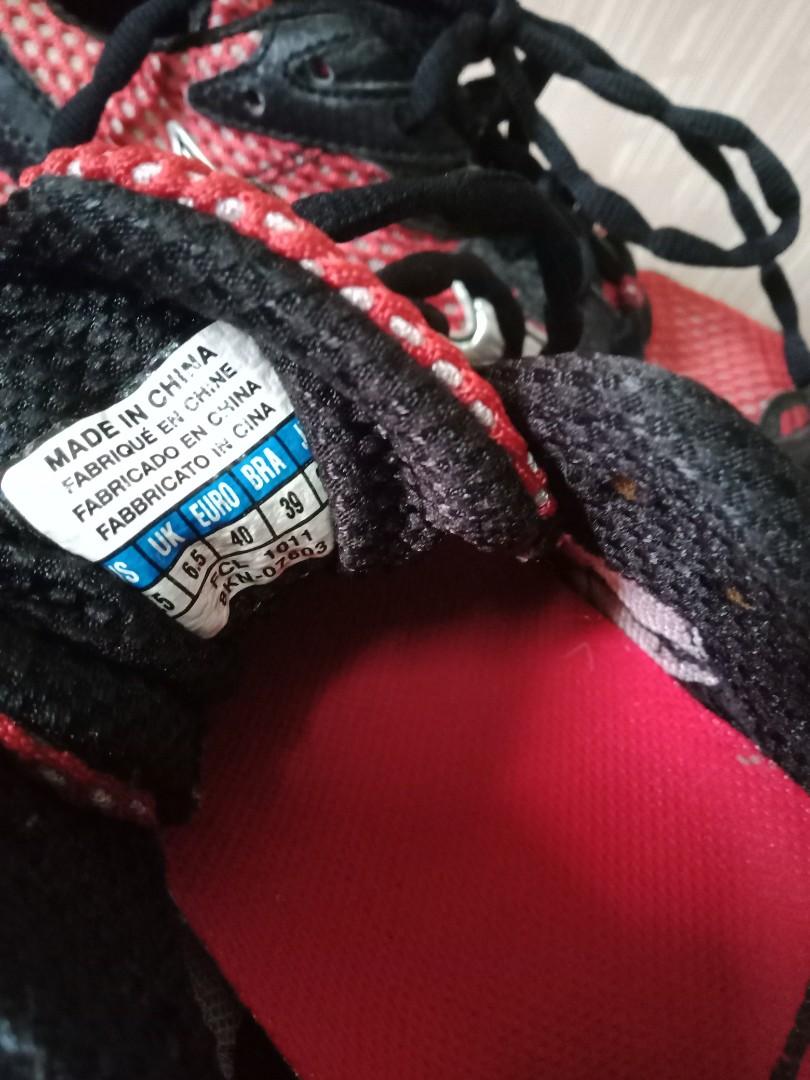 MADE IN CHINA
FABRIQUÉ EN CHINE
FABRICADO EN CHINA
FABBRICATO IN CINA
UK EURO BRA
6.5 40 39
FCL 1011